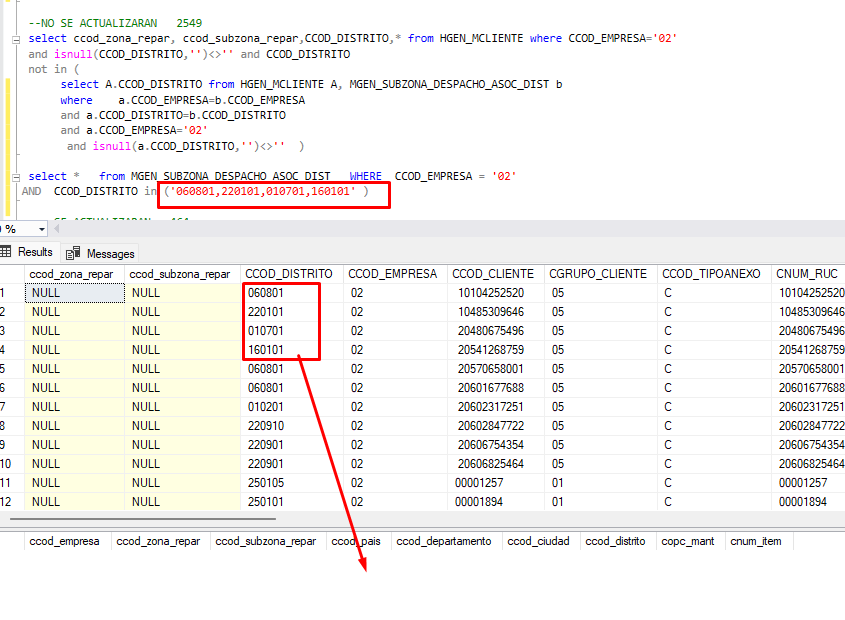 --NO SE ACTUALIZARAN 2549
select ccod_zona_repar, ccod_subzona_repar,CCOD_DISTRITO,* from HGEN_MCLIENTE where CCOD_EMPRESA='02'
and isnull(CCOD_DISTRITO,'')<>'' and CCOD_DISTRITO
not in (
select A.CCOD_DISTRITO from HGEN_MCLIENTE A, MGEN_SUBZONA_DESPACHO_ASOC_DIST b
where a.CCOD_EMPRESA=b.CCOD_EMPRESA
and a.CCOD_DISTRITO=b.CCOD_DISTRITO
and a.CCOD_EMPRESA='02'
and isnull(a.CCOD_DISTRITO,'')<>'' )
select * from MGEN_SUBZONA_DESPACHO_ASOC_DIST WHERE CCOD_EMPRESA = '02'
AND CCOD_DISTRITO in ('060801,220101,010701,160101' )
%
Results Messages
ccod_zona_repar ccod_subzona_repar CCOD_DISTRITO CCOD_EMPRESA CCOD_CLIENTE CGRUPO_CLIENTE CCOD_TIPOANEXO CNUM_RUC
1 NULL NULL 060801 02 10104252520 05 C 10104252520
2 NULL NULL 220101 02 10485309646 05 C 10485309646
3 NULL NULL 010701 02 20480675496 05 C 20480675496
4 NULL NULL 160101 02 20541268759 05 C 20541268759
5 NULL NULL 060801 02 20570658001 05 C 20570658001
6 NULL NULL 060801 02 20601677688 05 C 20601677688
7 NULL NULL 010201 02 20602317251 05 C 20602317251
8 NULL NULL 220910 02 20602847722 05 C 20602847722
9 NULL NULL 220901 02 20606754354 05 C 20606754354
10 NULL NULL 220901 02 20606825464 05 C 20606825464
11 NULL NULL 250105 02 00001257 01 C 00001257
12 NULL NULL 250101 02 00001894 01 C 00001894
ccod_empresa ccod_zona_repar ccod_subzona_repar ccod_pais ccod_departamento ccod_ciudad ccod_distrito copc_mant cnum_item